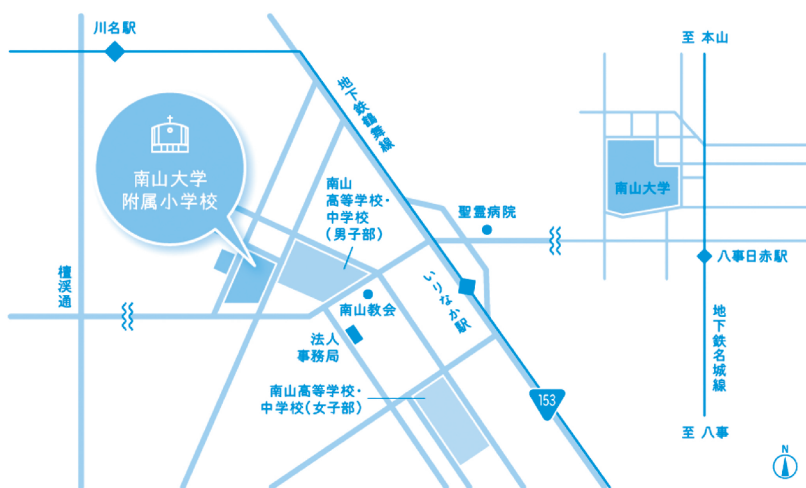 川名駅
至 本山
地下鉄鶴舞線
南山大学
附属小学校
南山
高等学校・
中学校
(男子部)
聖霊病院
南山大学
八事日赤駅
檀渓通
いりなか駅
南山教会
法人
事務局
地下鉄名城線
南山高等学校・
中学校(女子部)
153
至 八事
N